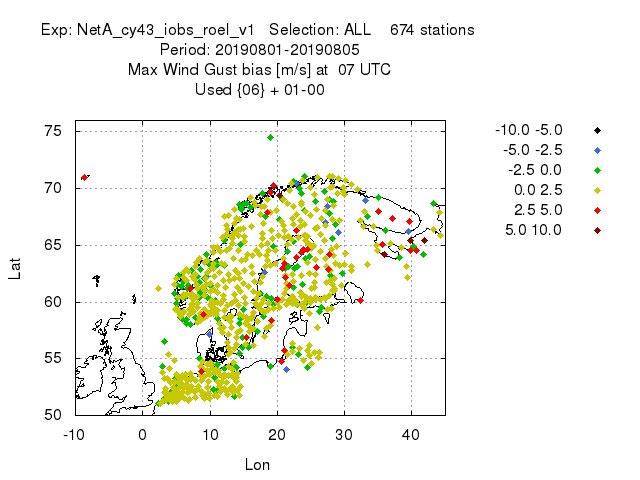 Exp: NetA_cy43_iobs_roel_v1 Selection: ALL 674 stations
Period: 20190801-20190805
Max Wind Gust bias [m/s] at 07 UTC
Used {06} + 01-00
75
70
65
60
55
50
-10 0 10 20 30 40
Lat
Lon
-10.0 -5.0
-5.0 -2.5
-2.5 0.0
0.0 2.5
2.5 5.0
5.0 10.0